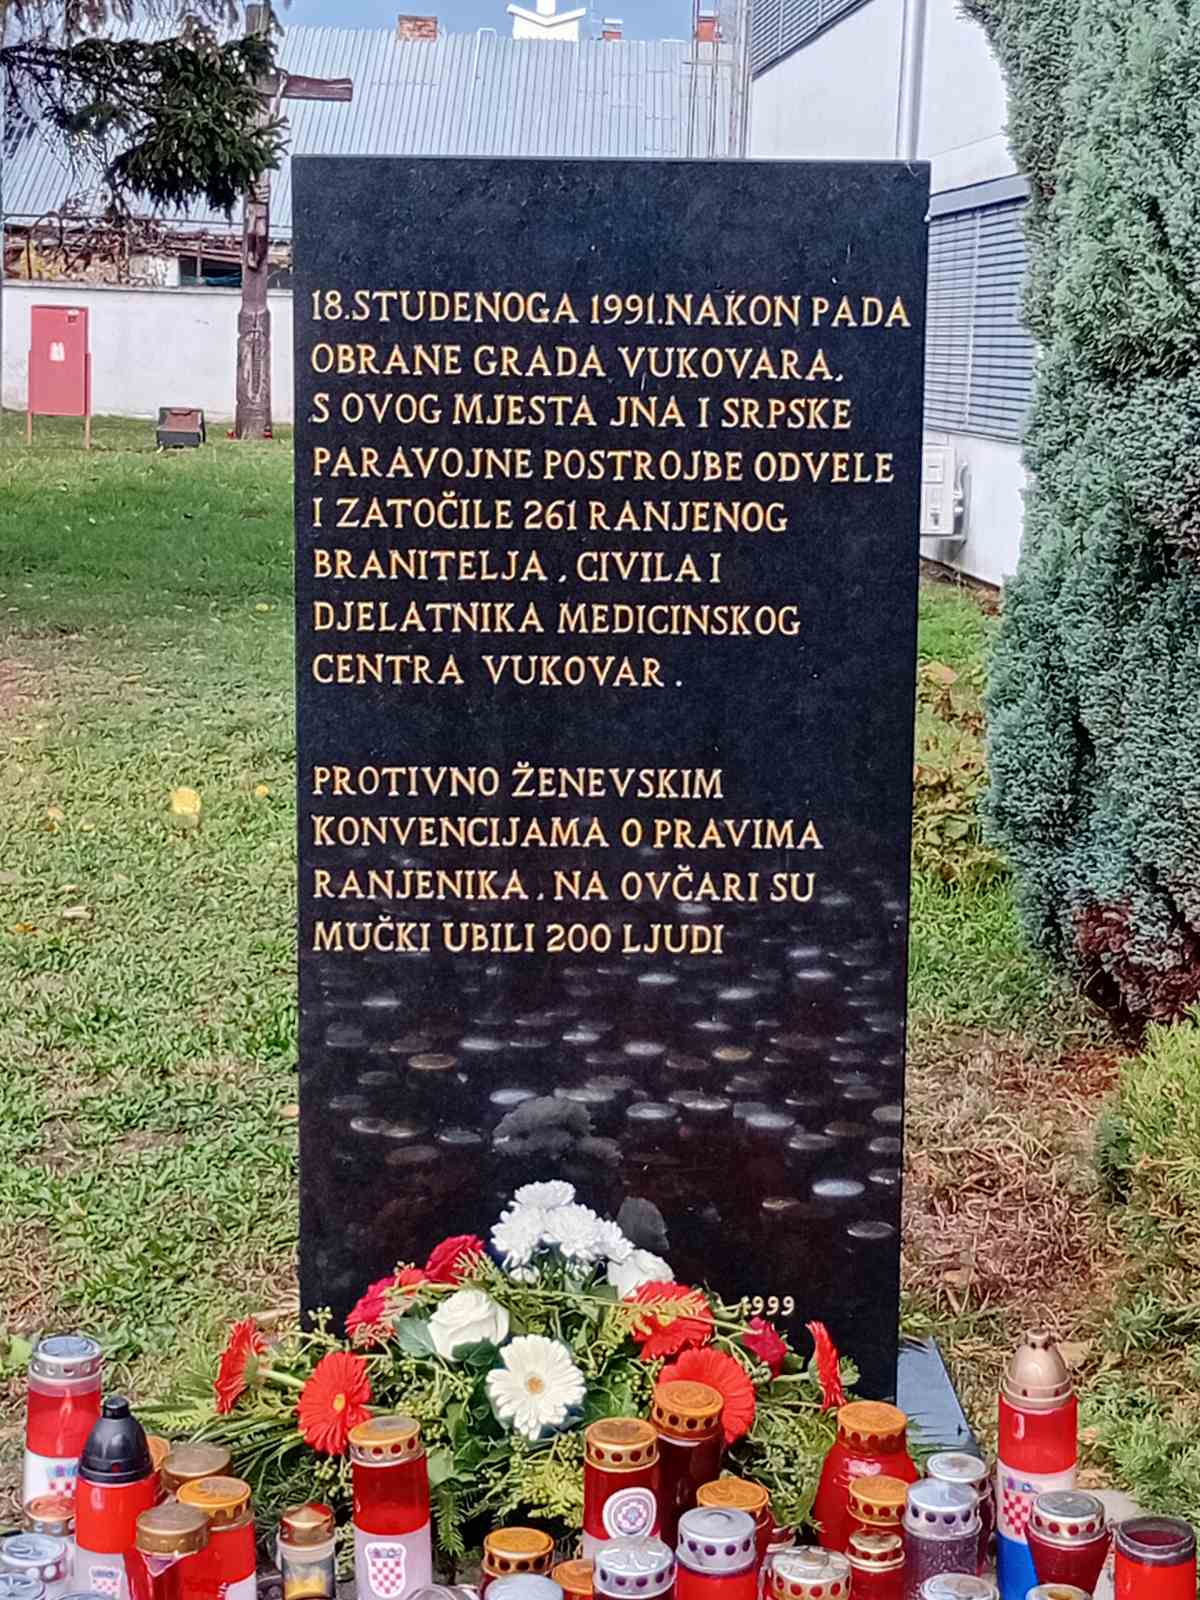 18.STUDENOGA 1991.NAKON PADA
OBRANE GRADA VUKOVARA,
S OVOG MJESTA JNA I SRPSKE
PARAVOJNE POSTROJBE ODVELE
I ZATOČILE 261 RANJENOG
BRANITELJA , CIVILA I
DJELATNIKA MEDICINSKOG
CENTRA VUKOVAR .
PROTIVNO ŽENEVSKIM
KONVENCIJAMA O PRAVIMA
RANJENIKA , NA OVČARI SU
MUČKI UBILI 200 LJUDI
1999